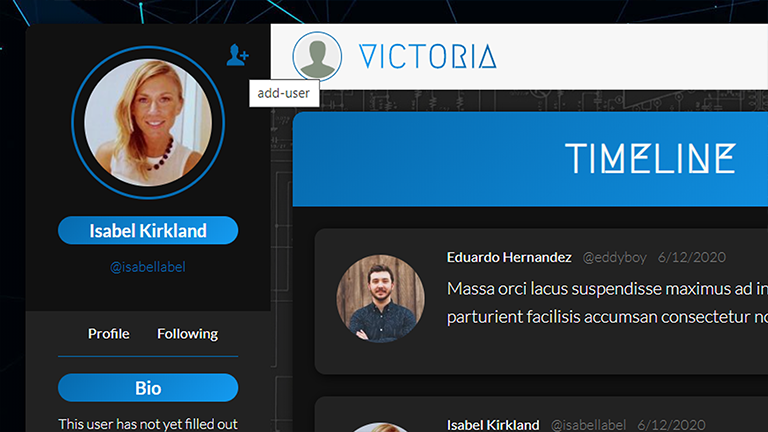 VICTORIA
add-user
TIMELINE
Isabel Kirkland
@isabellabel
Profile Following
Bio
This user has not yet filled out
Eduardo Hernandez @eddyboy 6/12/2020
Massa orci lacus suspendisse maximus ad in
parturient facilisis accumsan consectetur
Isabel Kirkland @isabellabel 6/12/2020